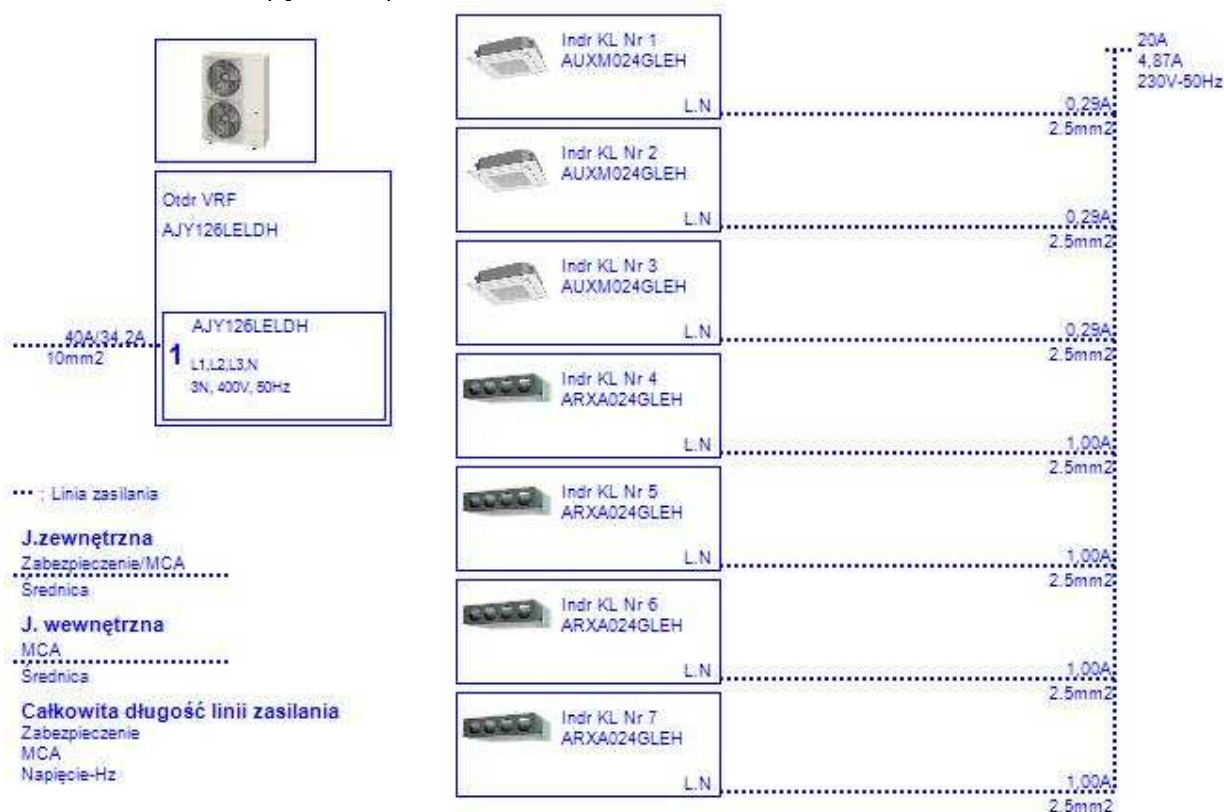 Indr KL Nr 1
AUXM024GLEH
L.N
0,29A
2.5mm2
20A
4,87A
230V-50Hz
Indr KL Nr 2
AUXM024GLEH
L.N
0,29A
2.5mm2
Otdr VRF
AJY126LELDH
Indr KL Nr 3
AUXM024GLEH
L.N
0,29A
2.5mm2
40A/34.2A
10mm2
AJY126LELDH
1
L1,L2,L3,N
3N, 400V, 50Hz
Indr KL Nr 4
ARXA024GLEH
L.N
1,00A
2.5mm2
Indr KL Nr 5
ARXA024GLEH
L.N
1,00A
2.5mm2
Indr KL Nr 6
ARXA024GLEH
L.N
1,00A
2.5mm2
Indr KL Nr 7
ARXA024GLEH
L.N
1,00A
2.5mm2
: Linia zasilania
J.zewnętrzna
Zabezpieczenie/MCA
Średnica
J. wewnętrzna
MCA
Średnica
Całkowita długość linii zasilania
Zabezpieczenie
MCA
Napięcie-Hz